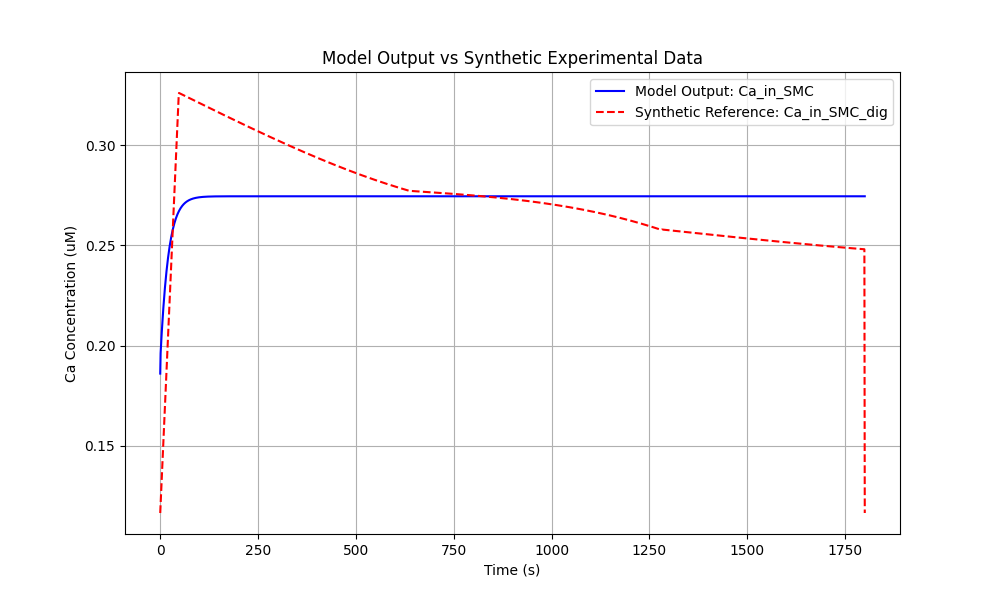 Model Output vs Synthetic Experimental Data
Model Output: Ca_in_SMC
Synthetic Reference: Ca_in_SMC_dig
Ca Concentration (uM)
0.30
0.25
0.20
0.15
0 250 500 750 1000 1250 1500 1750
Time (s)